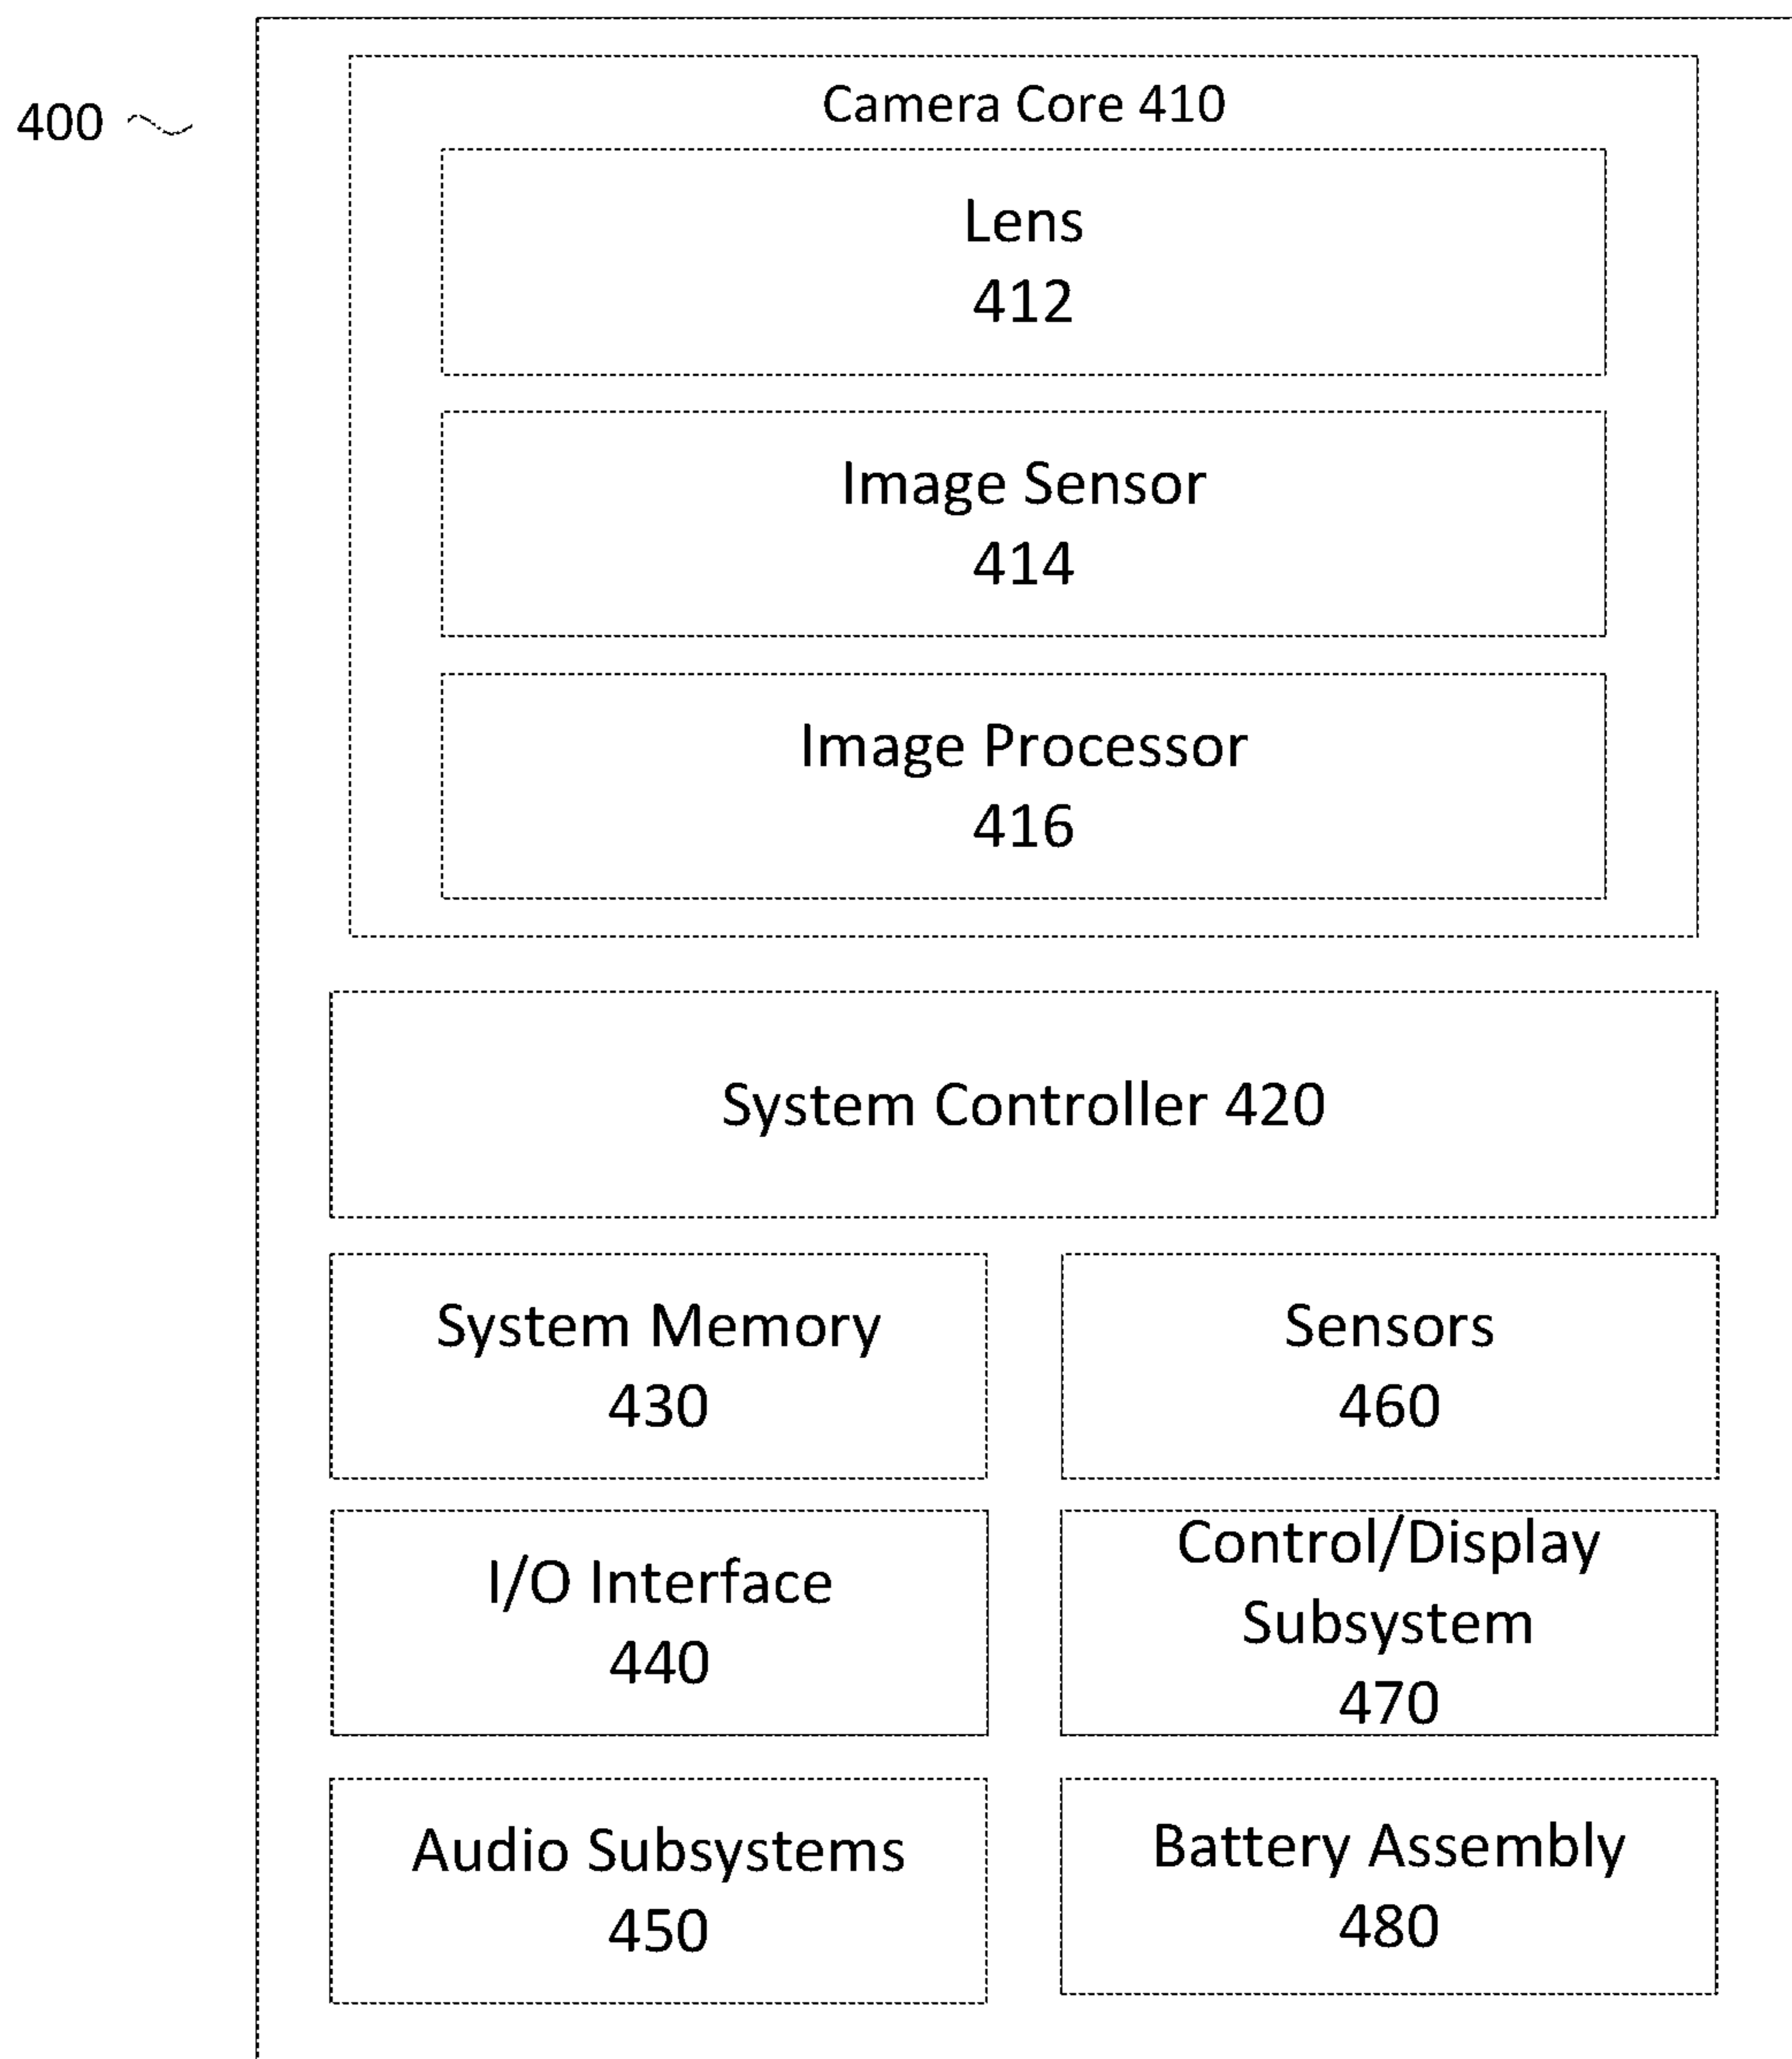 400
Camera Core 410
Lens
412
Image Sensor
414
Image Processor
416
System Controller 420
System Memory
430
Sensors
460
I/O Interface
440
Control/Display
Subsystem
470
Audio Subsystems
450
Battery Assembly
480